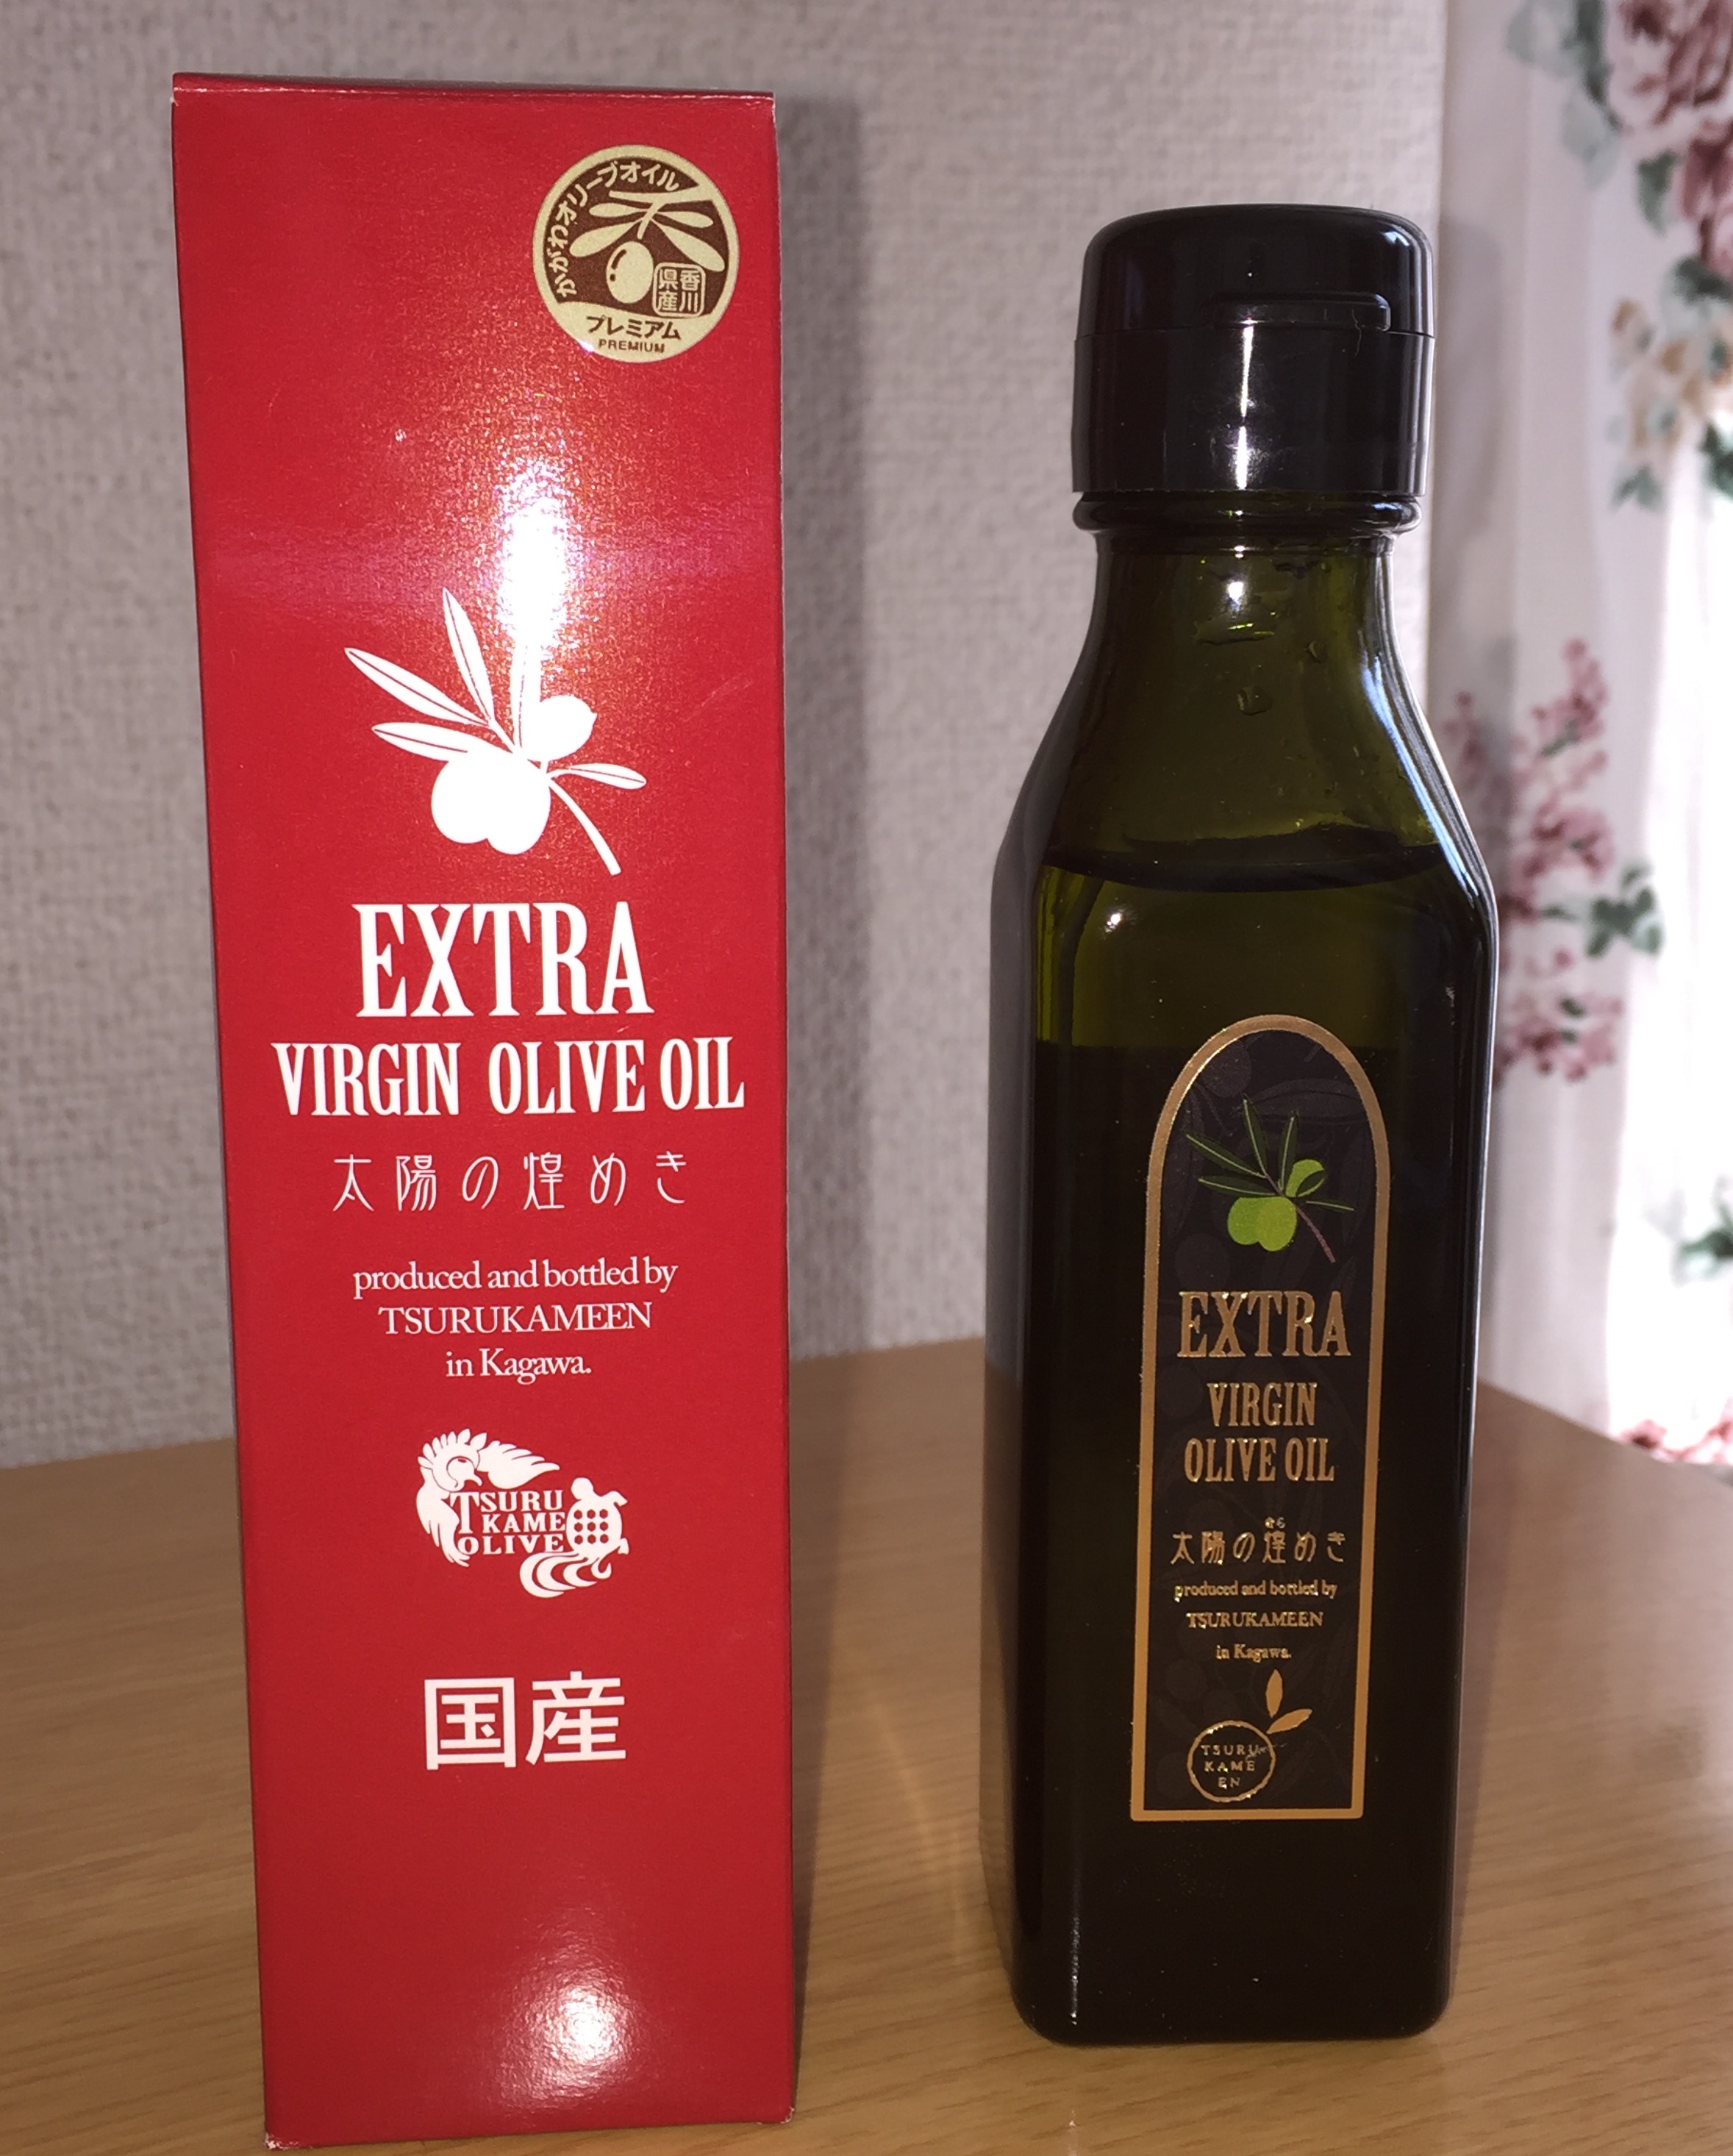 かがわオリーブオイル
香川
県産
プレミアム
PREMIUM
EXTRA
VIRGIN OLIVE OIL
太陽の煌めき
produced and bottled by
TSURUKAMEEN
in Kagawa.
TSURU
KAME
OLIVE
国産
EXTRA
VIRGIN
OLIVE OIL
きら
太陽の煌めき
produced and bottled by
TSURUKAMEEN
in Kagawa.
TSURU
KAME
EN